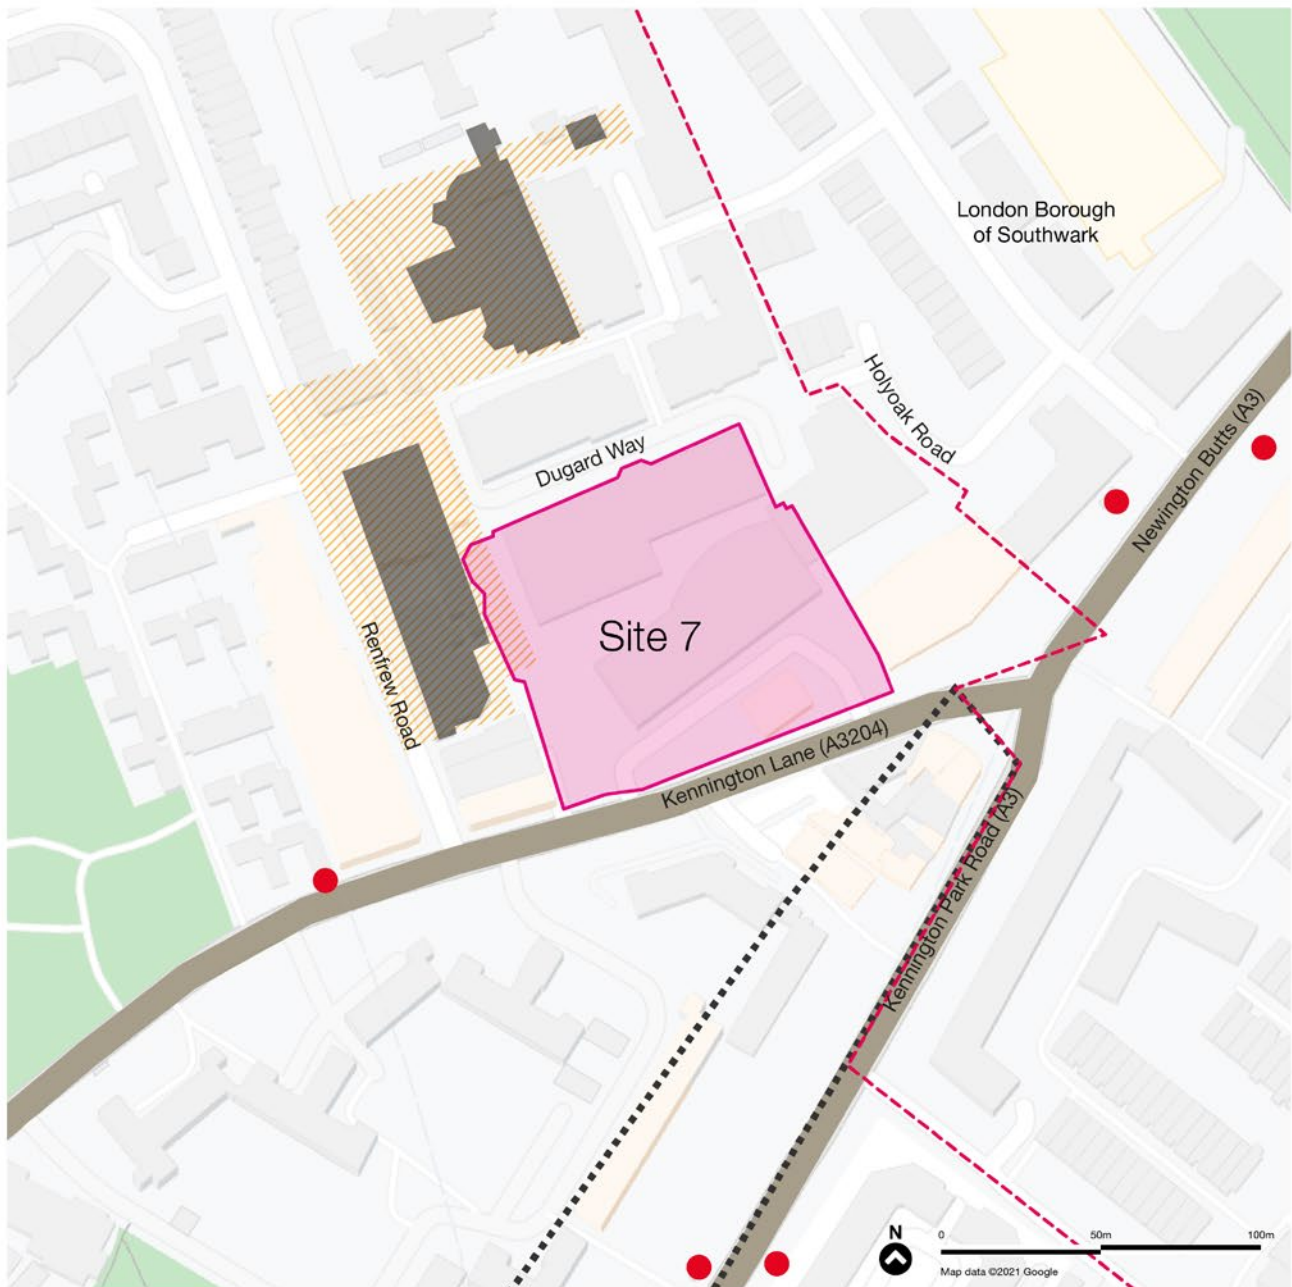 London Borough
of Southwark
Holyoak Road
Newington Butts (A3)
Dugard Way
Site 7
Renfrew Road
Kennington Lane (A3204)
Kennington Park Road (A3)
N
0 50m 100m
Map data ©2021 Google